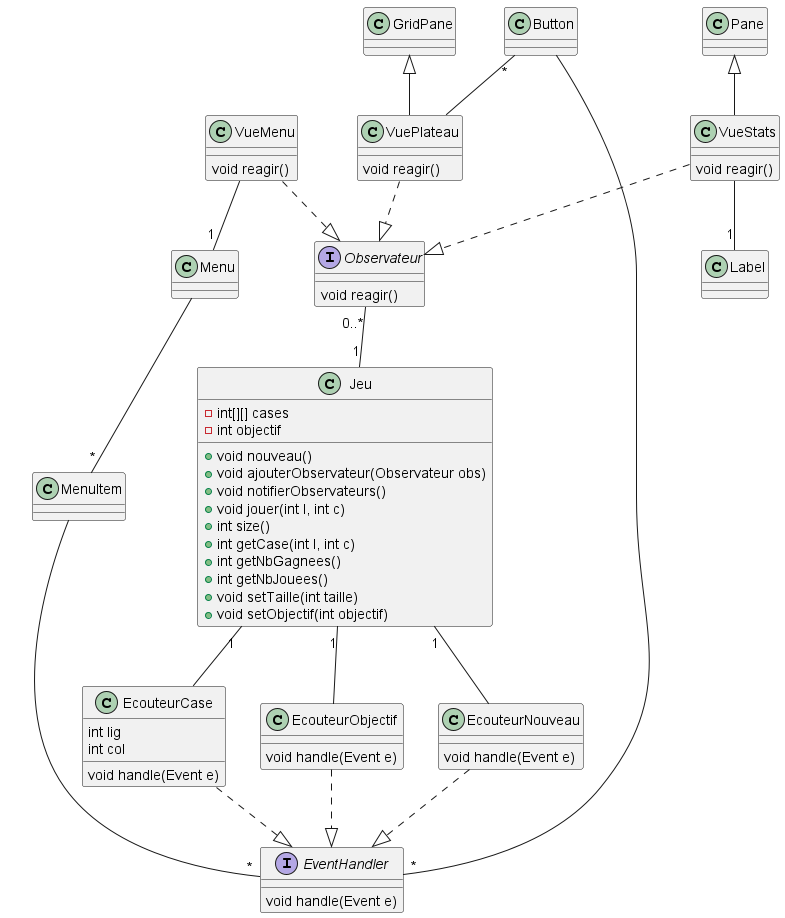 C GridPane
C Button
C Pane
*
C VueMenu
void reagir()
C VuePlateau
void reagir()
C VueStats
void reagir()
1
1
C Menu
I Observateur
void reagir()
C Label
0..*
1
C Jeu
int[][] cases
int objectif
void nouveau()
void ajouterObservateur(Observateur obs)
void notifierObservateurs()
void jouer(int l, int c)
int size()
int getCase(int l, int c)
int getNbGagnees()
int getNbJouees()
void setTaille(int taille)
void setObjectif(int objectif)
*
C MenuItem
1
1
1
C EcouteurCase
int lig
int col
void handle(Event e)
C EcouteurObjectif
void handle(Event e)
C EcouteurNouveau
void handle(Event e)
*
*
I EventHandler
void handle(Event e)